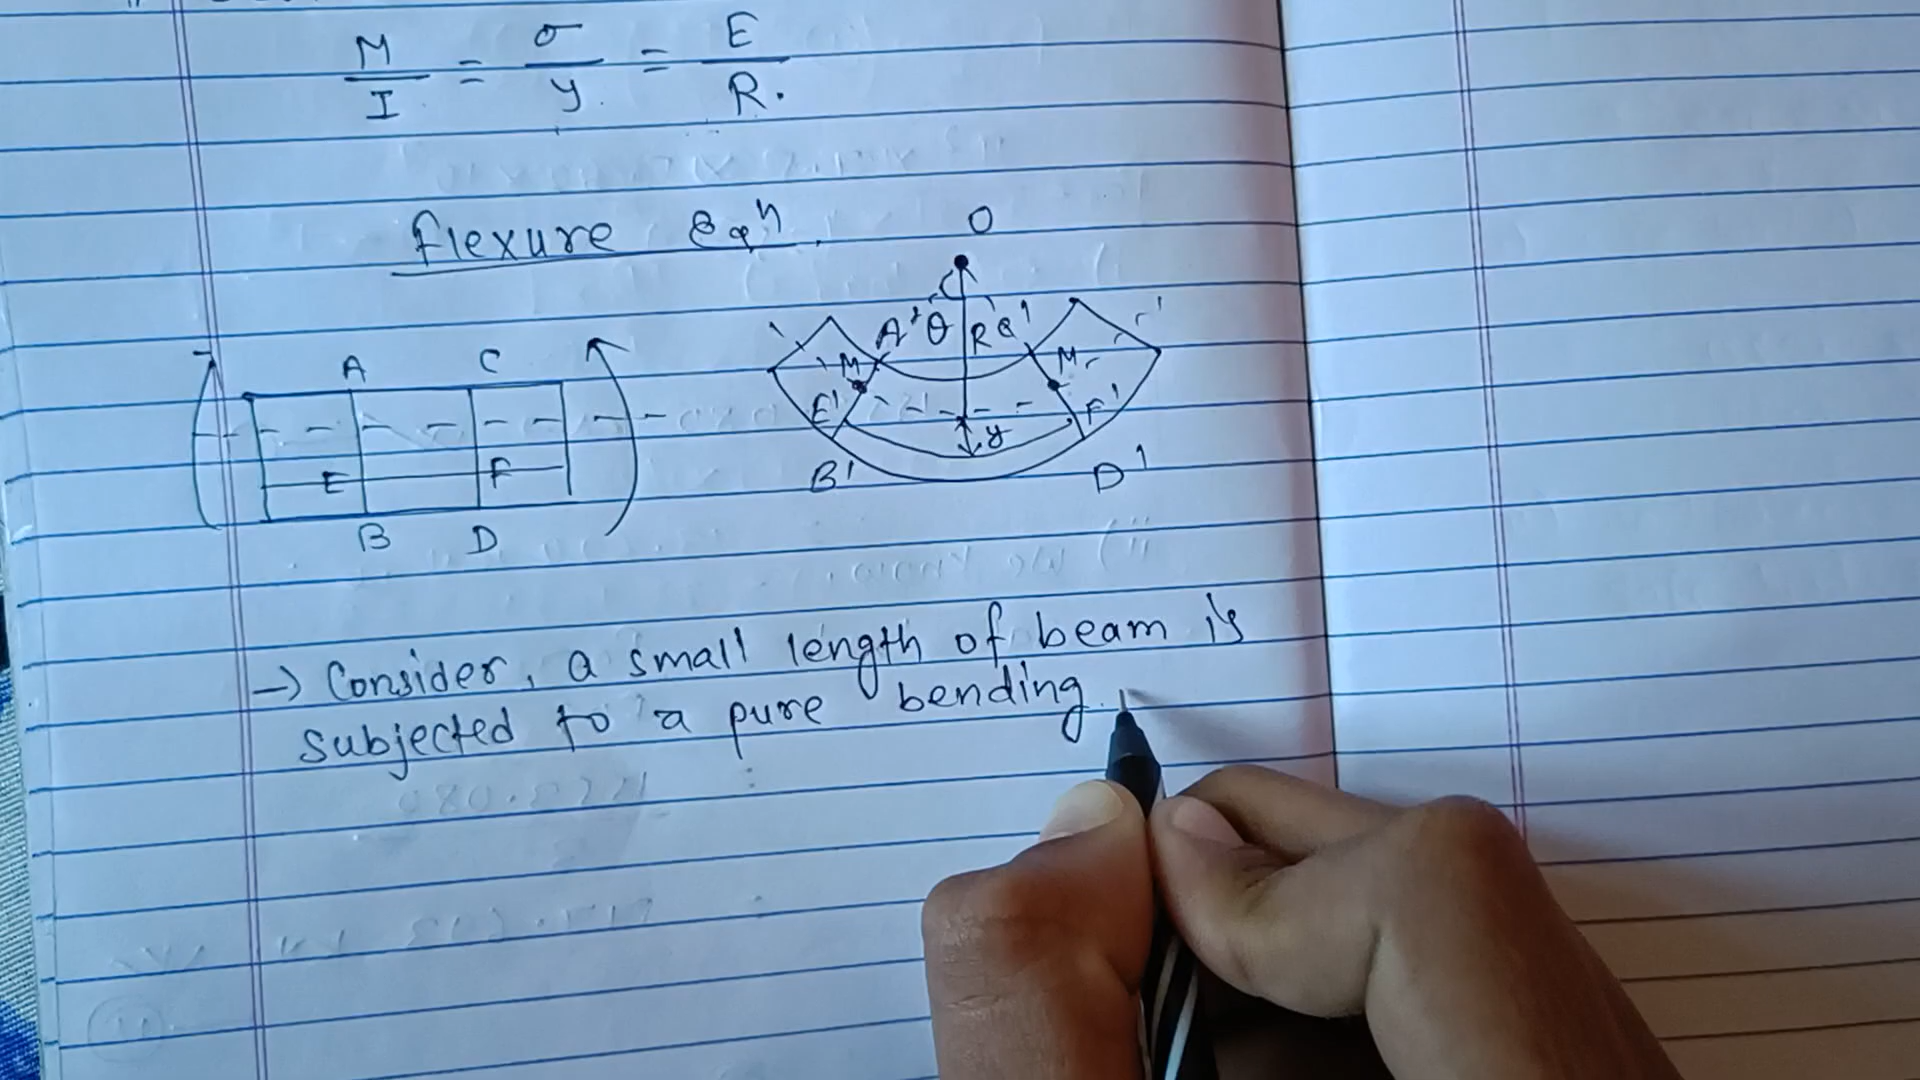 M/I = σ/y = E/R.
flexure Eqn.
O
A C
A' θ R C'
M M
E' F'
E F
y
B' D'
B D
→ Consider, a small length of beam is
subjected to a pure bending.